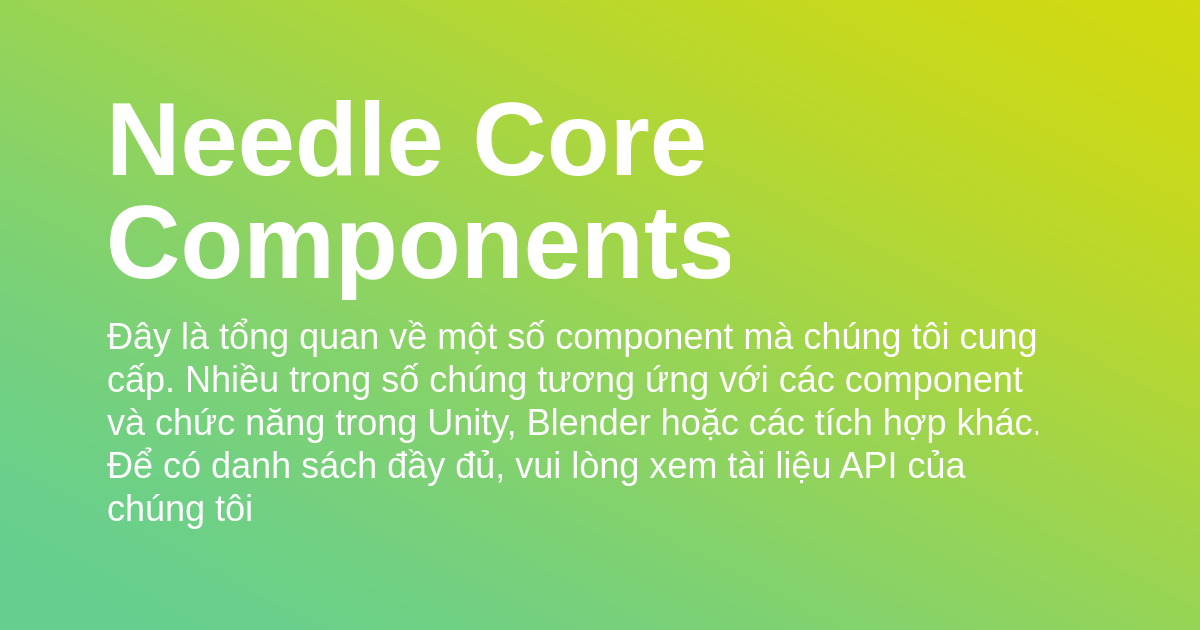 Needle Core
Components
Đây là tổng quan về một số component mà chúng tôi cung
cấp. Nhiều trong số chúng tương ứng với các component
và chức năng trong Unity, Blender hoặc các tích hợp khác.
Để có danh sách đầy đủ, vui lòng xem tài liệu API của
chúng tôi